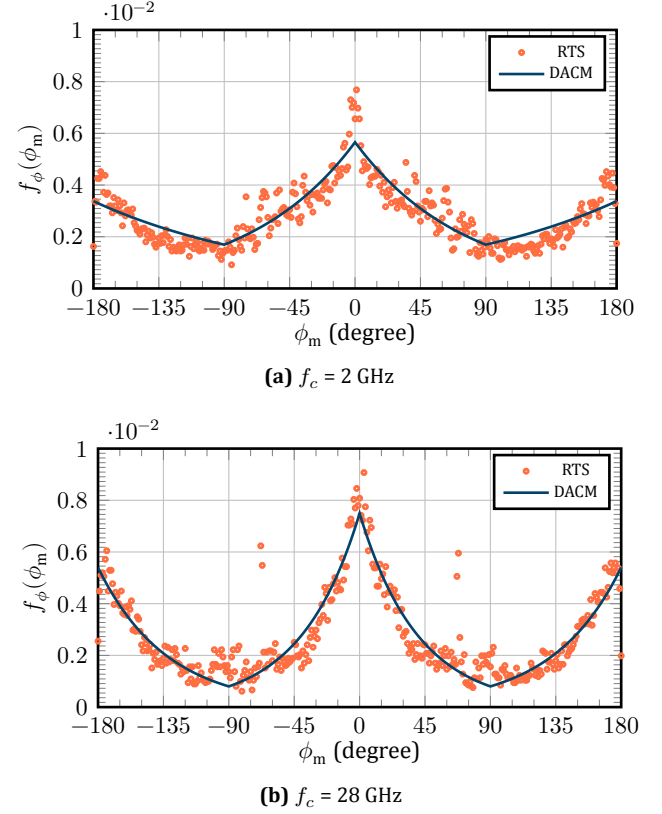 ·10⁻²
1
0.8
0.6
0.4
0.2
0
f_ϕ(ϕ_m)
RTS
DACM
−180 −135 −90 −45 0 45 90 135 180
ϕ_m (degree)
(a) f_c = 2 GHz
·10⁻²
1
0.8
0.6
0.4
0.2
0
f_ϕ(ϕ_m)
RTS
DACM
−180 −135 −90 −45 0 45 90 135 180
ϕ_m (degree)
(b) f_c = 28 GHz